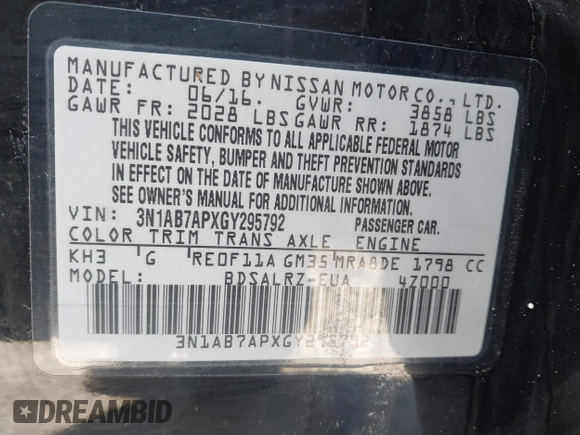 MANUFACTURED BY NISSAN MOTOR CO., LTD.
DATE: 06/16. GVWR: 3858 LBS
GAWR FR: 2028 LBS GAWR RR: 1874 LBS
THIS VEHICLE CONFORMS TO ALL APPLICABLE FEDERAL MOTOR
VEHICLE SAFETY, BUMPER AND THEFT PREVENTION STANDARDS
IN EFFECT ON THE DATE OF MANUFACTURE SHOWN ABOVE.
SEE OWNER'S MANUAL FOR ADDITIONAL INFORMATION.
VIN: 3N1AB7APXGY295792 PASSENGER CAR.
COLOR TRIM TRANS AXLE ENGINE
KH3 G RE0F11A GM35 MRA8DE 1798 CC
MODEL: BDSALRZ-EUA 4Z000
3N1AB7APXGY295792
DREAMBID